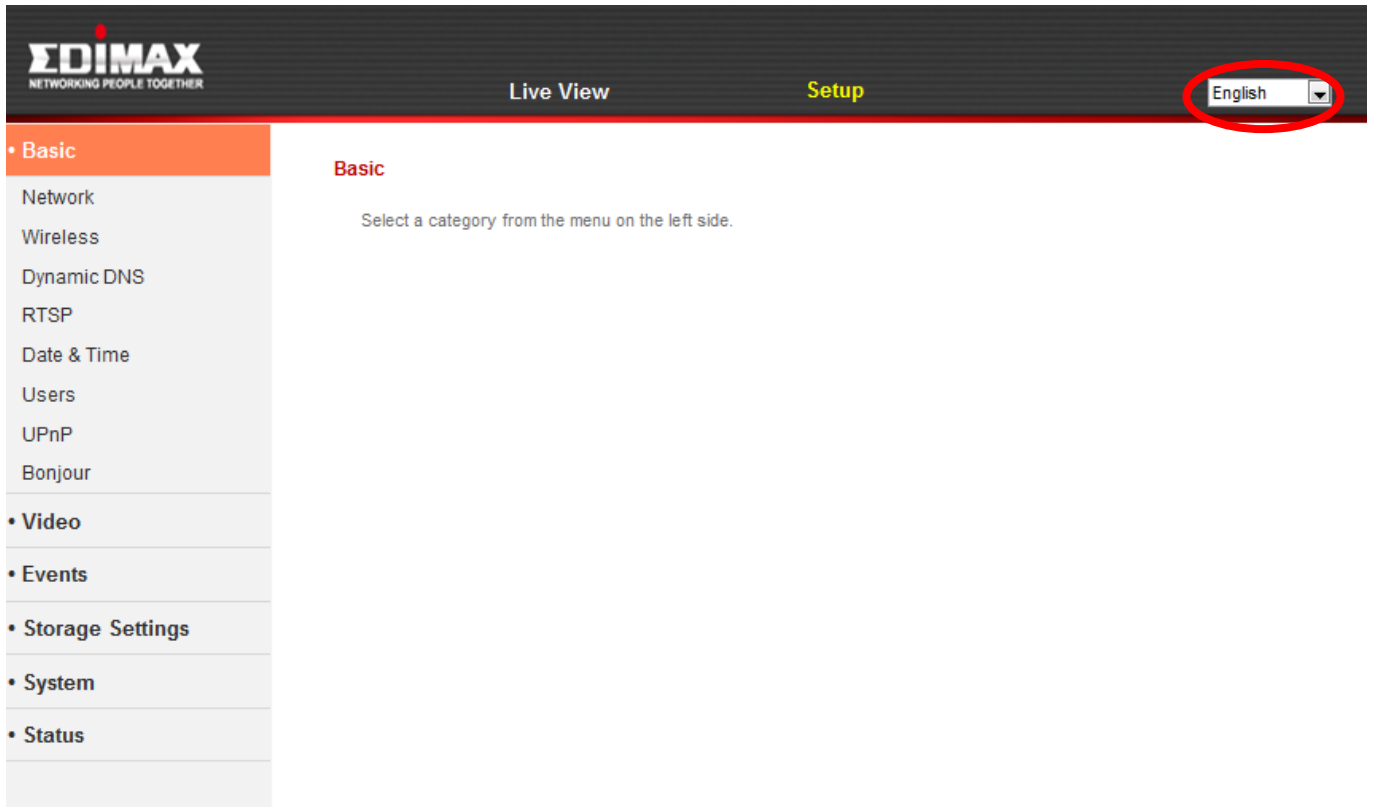 EDIMAX
NETWORKING PEOPLE TOGETHER
Live View
Setup
English
• Basic
Network
Wireless
Dynamic DNS
RTSP
Date & Time
Users
UPnP
Bonjour
• Video
• Events
• Storage Settings
• System
• Status
Basic
Select a category from the menu on the left side.